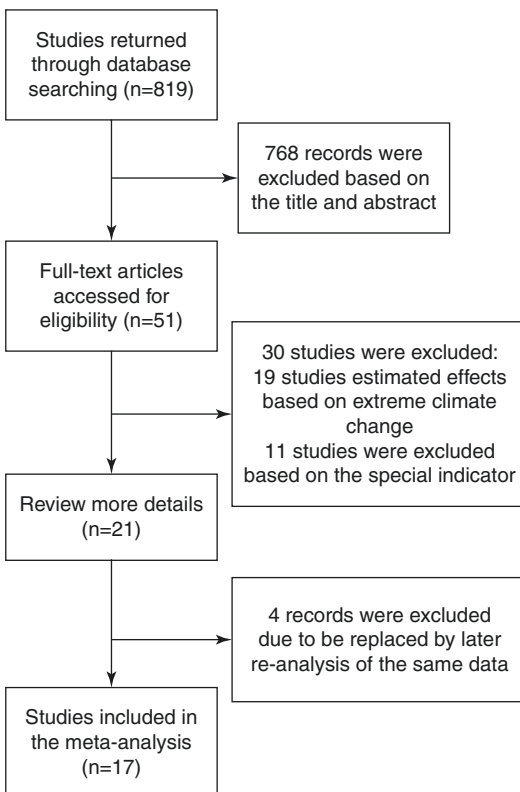 Studies returned
through database
searching (n=819)
768 records were
excluded based on
the title and abstract
Full-text articles
accessed for
eligibility (n=51)
30 studies were excluded:
19 studies estimated effects
based on extreme climate
change
11 studies were excluded
based on the special indicator
Review more details
(n=21)
4 records were excluded
due to be replaced by later
re-analysis of the same data
Studies included in
the meta-analysis
(n=17)